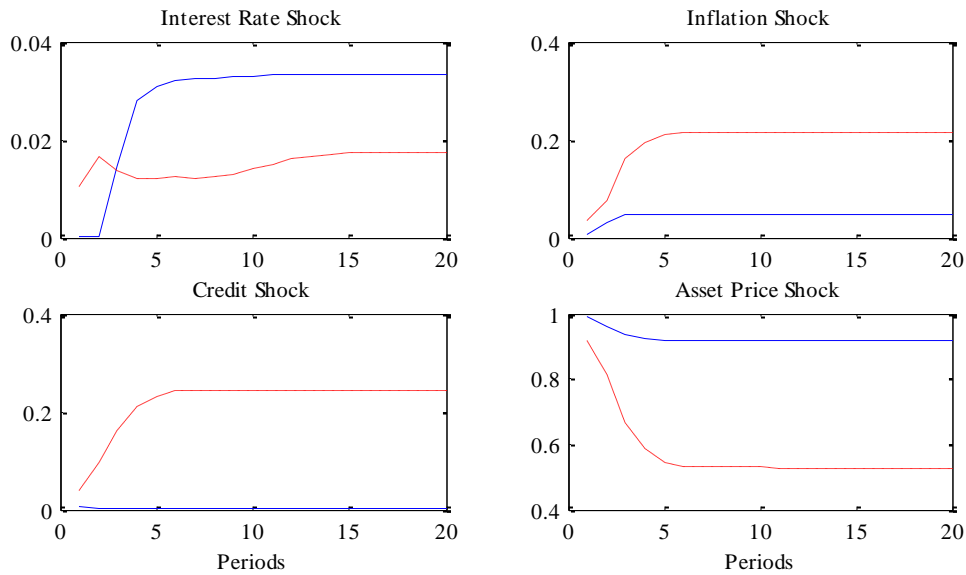 Interest Rate Shock
0.04
0.02
0
0 5 10 15 20
Inflation Shock
0.4
0.2
0
0 5 10 15 20
Credit Shock
0.4
0.2
0
0 5 10 15 20
Periods
Asset Price Shock
1
0.8
0.6
0.4
0 5 10 15 20
Periods